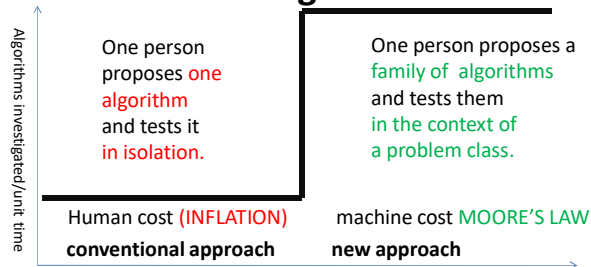 Algorithms investigated/unit time
One person
proposes one
algorithm
and tests it
in isolation.
One person proposes a
family of algorithms
and tests them
in the context of
a problem class.
Human cost (INFLATION)
machine cost MOORE'S LAW
conventional approach
new approach